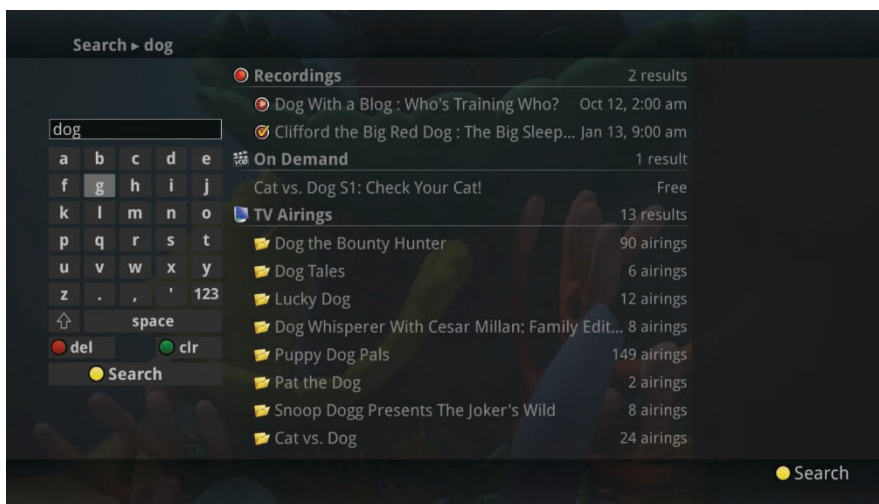 Search ▸ dog
dog
a b c d e
f g h i j
k l m n o
p q r s t
u v w x y
z . , ' 123
space
del clr
Search
Recordings 2 results
Dog With a Blog : Who's Training Who? Oct 12, 2:00 am
Clifford the Big Red Dog : The Big Sleep... Jan 13, 9:00 am
VOD On Demand 1 result
Cat vs. Dog S1: Check Your Cat! Free
TV Airings 13 results
Dog the Bounty Hunter 90 airings
Dog Tales 6 airings
Lucky Dog 12 airings
Dog Whisperer With Cesar Millan: Family Edit... 8 airings
Puppy Dog Pals 149 airings
Pat the Dog 2 airings
Snoop Dogg Presents The Joker's Wild 8 airings
Cat vs. Dog 24 airings
Search